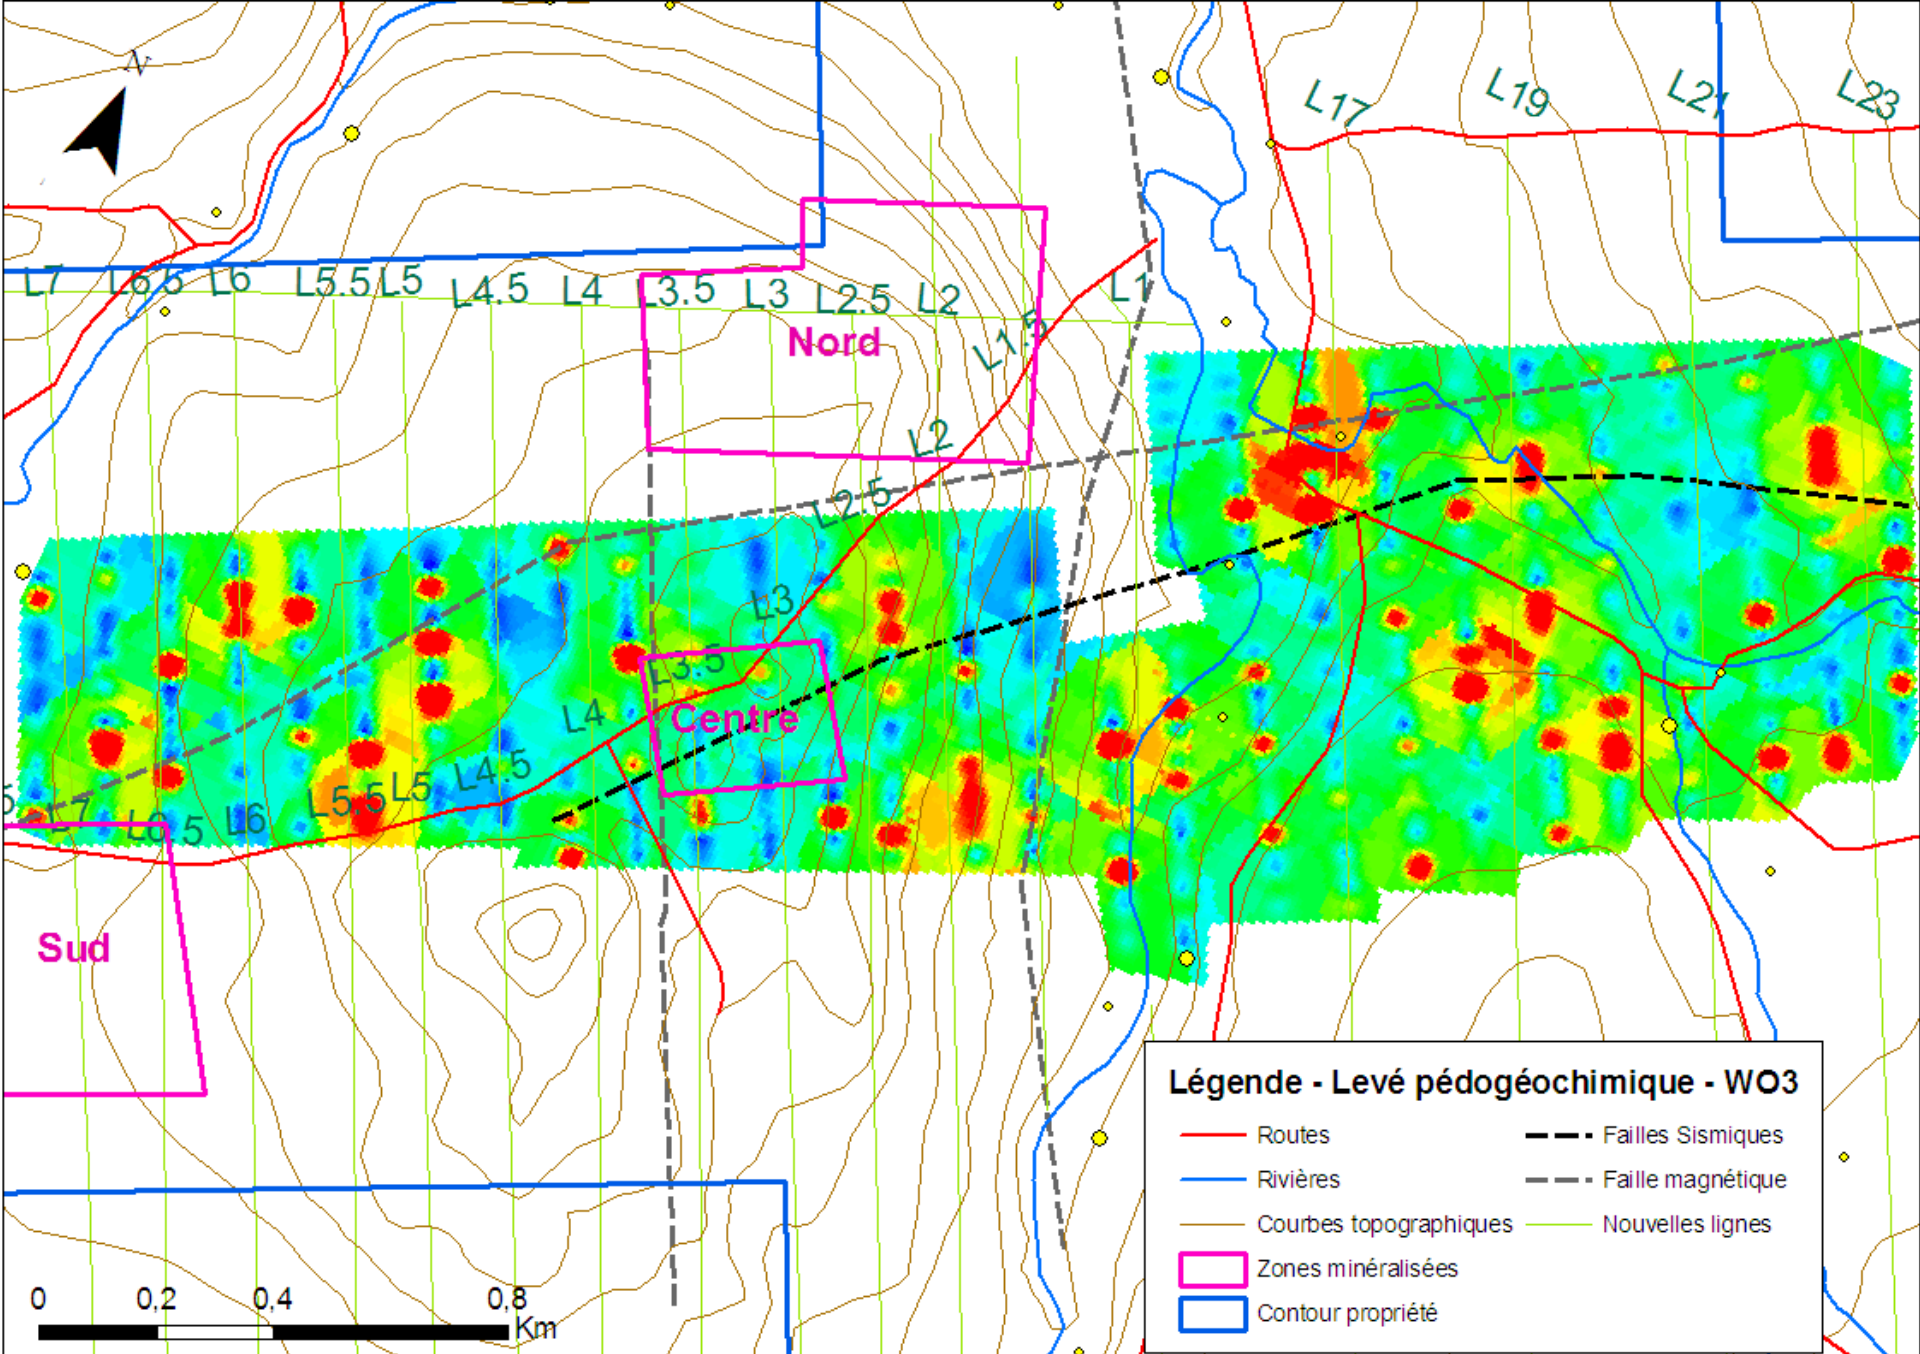 N
L17
L19
L21
L23
L7
L6.5
L6
L5.5
L5
L4.5
L4
L3.5
L3
L2.5
L2
L1
Nord
L1.5
L2
L2.5
L3
L3.5
Centre
L4
L4.5
L5
L5.5
L6
L6.5
L7
5
Sud
0
0,2
0,4
0,8
Km
Légende - Levé pédogéochimique - WO3
Routes
Failles Sismiques
Rivières
Faille magnétique
Courbes topographiques
Nouvelles lignes
Zones minéralisées
Contour propriété